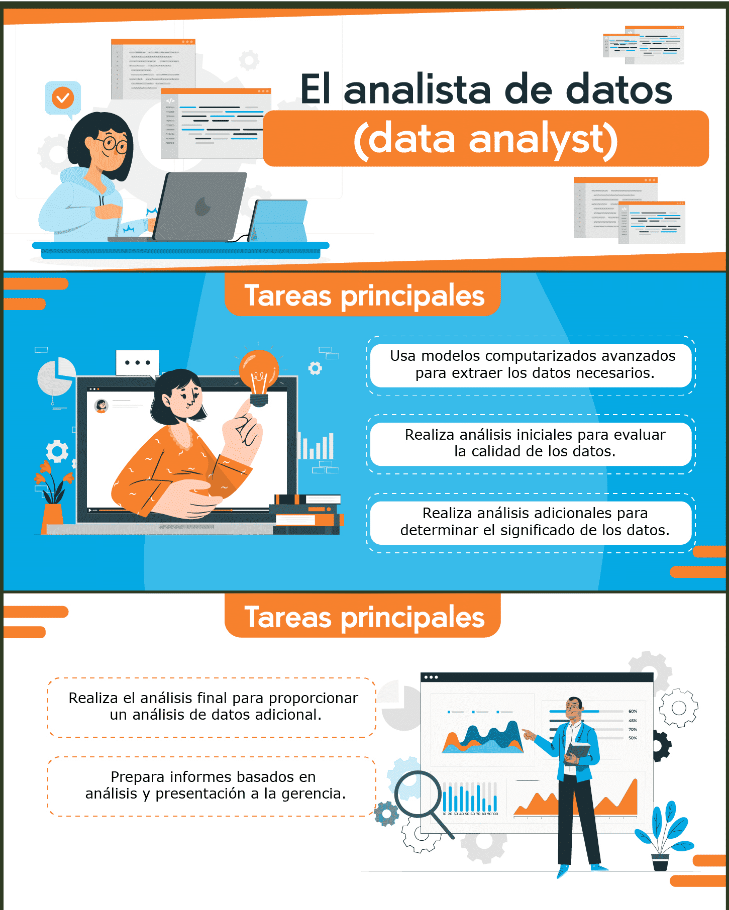 El analista de datos
(data analyst)
Tareas principales
Usa modelos computarizados avanzados
para extraer los datos necesarios.
Realiza análisis iniciales para evaluar
la calidad de los datos.
Realiza análisis adicionales para
determinar el significado de los datos.
Tareas principales
Realiza el análisis final para proporcionar
un análisis de datos adicional.
Prepara informes basados en
análisis y presentación a la gerencia.
60%
45%
70%
50%